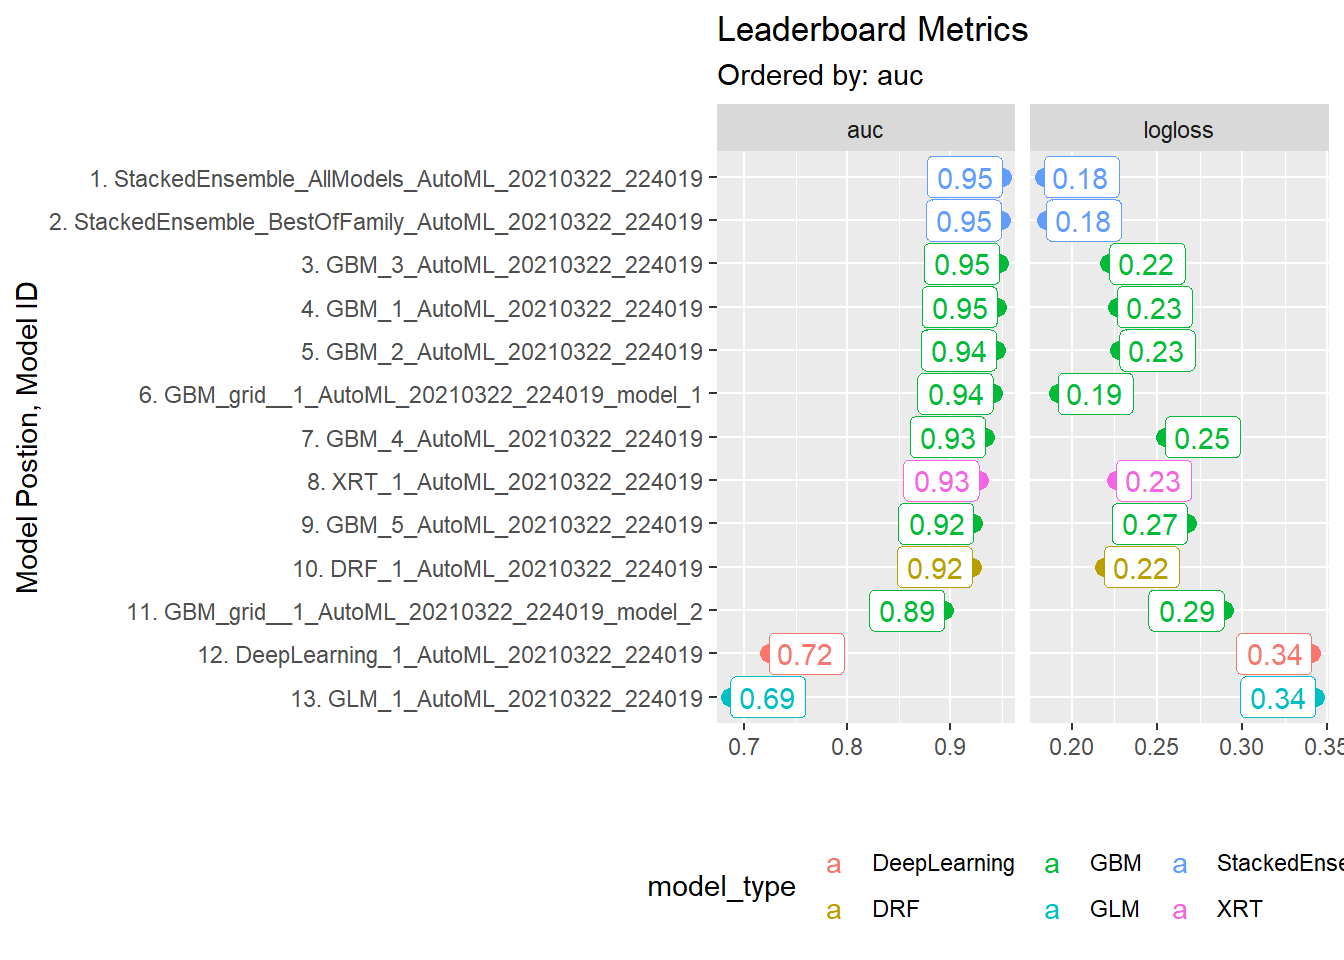 Leaderboard Metrics
Ordered by: auc
auc logloss
Model Postion, Model ID
1. StackedEnsemble_AllModels_AutoML_20210322_224019 0.95 0.18
2. StackedEnsemble_BestOfFamily_AutoML_20210322_224019 0.95 0.18
3. GBM_3_AutoML_20210322_224019 0.95 0.22
4. GBM_1_AutoML_20210322_224019 0.95 0.23
5. GBM_2_AutoML_20210322_224019 0.94 0.23
6. GBM_grid__1_AutoML_20210322_224019_model_1 0.94 0.19
7. GBM_4_AutoML_20210322_224019 0.93 0.25
8. XRT_1_AutoML_20210322_224019 0.93 0.23
9. GBM_5_AutoML_20210322_224019 0.92 0.27
10. DRF_1_AutoML_20210322_224019 0.92 0.22
11. GBM_grid__1_AutoML_20210322_224019_model_2 0.89 0.29
12. DeepLearning_1_AutoML_20210322_224019 0.72 0.34
13. GLM_1_AutoML_20210322_224019 0.69 0.34
0.7 0.8 0.9 0.20 0.25 0.30 0.35
model_type
a DeepLearning a GBM a StackedEnse
a DRF a GLM a XRT